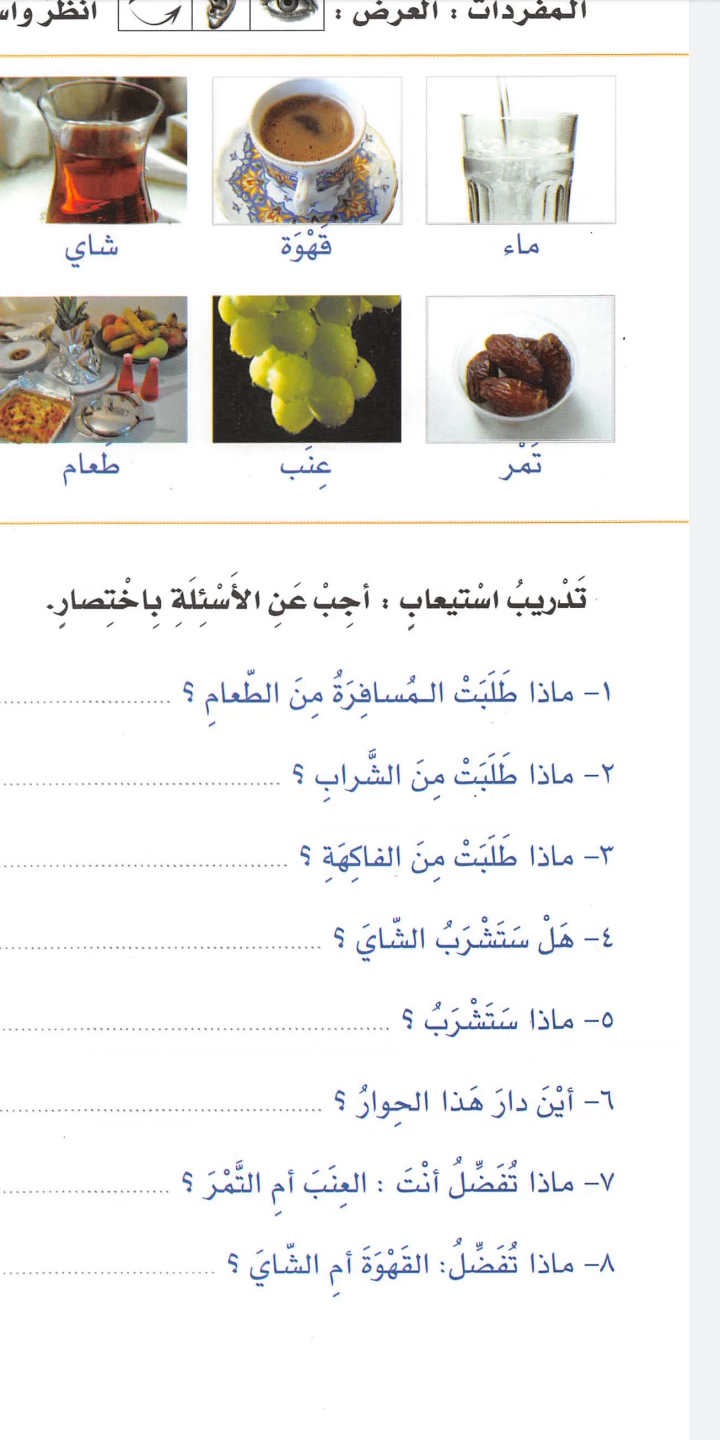 المفردات : العرض : انظر واس
ماء قَهْوَة شاي
تَمْر عِنَب طَعام
تَدْريبُ اسْتيعابٍ : أجِبْ عَنِ الأَسْئِلَةِ بِاخْتِصارٍ.
١- ماذا طَلَبَتْ الـمُسافِرَةُ مِنَ الطّعامِ ؟ ..............................
٢- ماذا طَلَبَتْ مِنَ الشَّرابِ ؟ ..............................
٣- ماذا طَلَبَتْ مِنَ الفاكِهَةِ ؟ ..............................
٤- هَلْ سَتَشْرَبُ الشّايَ ؟ ..............................
٥- ماذا سَتَشْرَبُ ؟ ..............................
٦- أيْنَ دارَ هَذا الحِوارُ ؟ ..............................
٧- ماذا تُفَضِّلُ أنْتَ : العِنَبَ أمِ التَّمْرَ ؟ ..............................
٨- ماذا تُفَضِّلُ: القَهْوَةَ أمِ الشّايَ ؟ ..............................